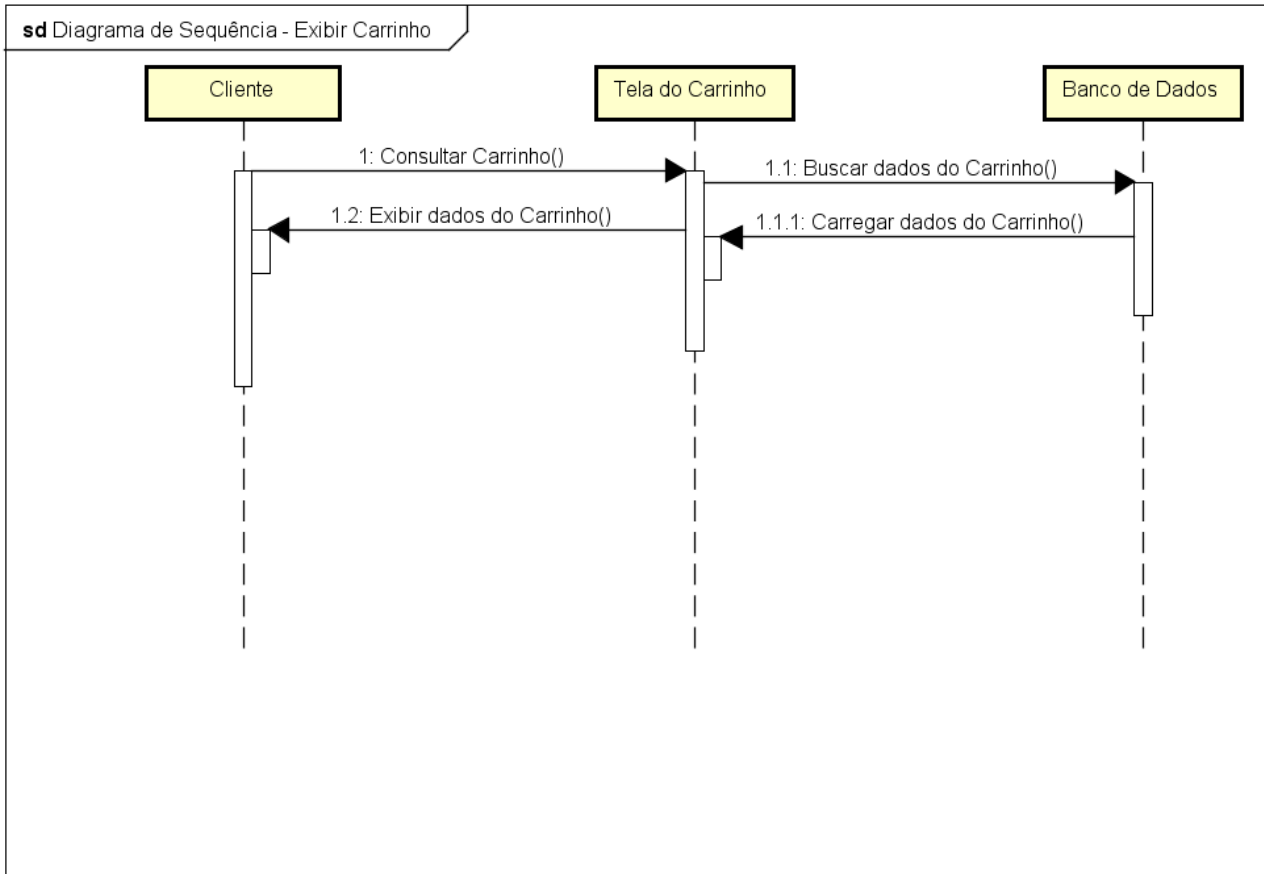 sd Diagrama de Sequência - Exibir Carrinho
Cliente
Tela do Carrinho
Banco de Dados
1: Consultar Carrinho()
1.1: Buscar dados do Carrinho()
1.2: Exibir dados do Carrinho()
1.1.1: Carregar dados do Carrinho()